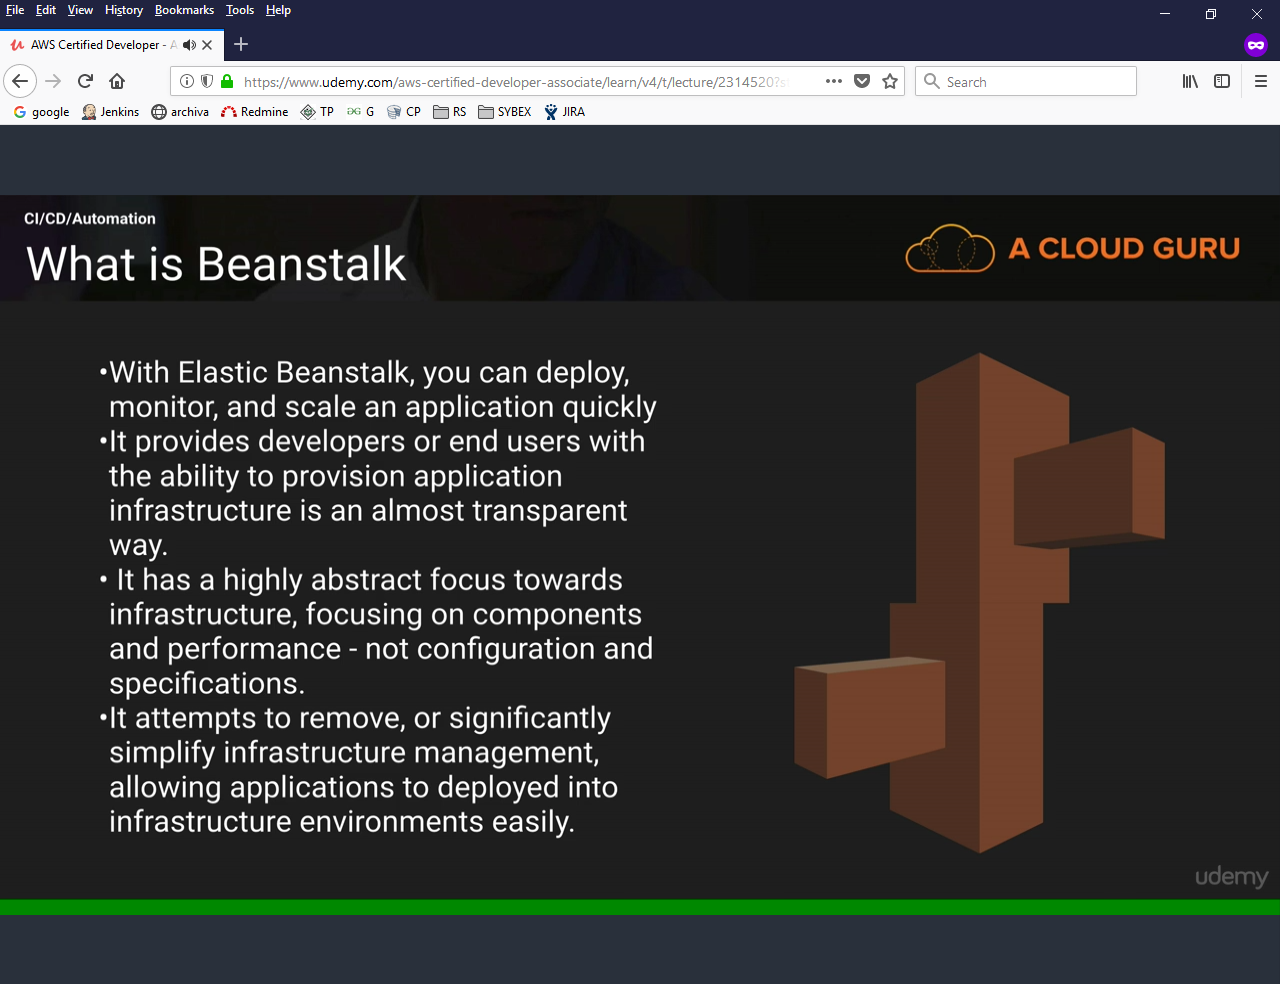 File Edit View History Bookmarks Tools Help
AWS Certified Developer - A
https://www.udemy.com/aws-certified-developer-associate/learn/v4/t/lecture/2314520?s
Search
google Jenkins archiva Redmine TP G CP RS SYBEX JIRA
CI/CD/Automation
What is Beanstalk
A CLOUD GURU
•With Elastic Beanstalk, you can deploy,
monitor, and scale an application quickly
•It provides developers or end users with
the ability to provision application
infrastructure is an almost transparent
way.
• It has a highly abstract focus towards
infrastructure, focusing on components
and performance - not configuration and
specifications.
•It attempts to remove, or significantly
simplify infrastructure management,
allowing applications to deployed into
infrastructure environments easily.
udemy